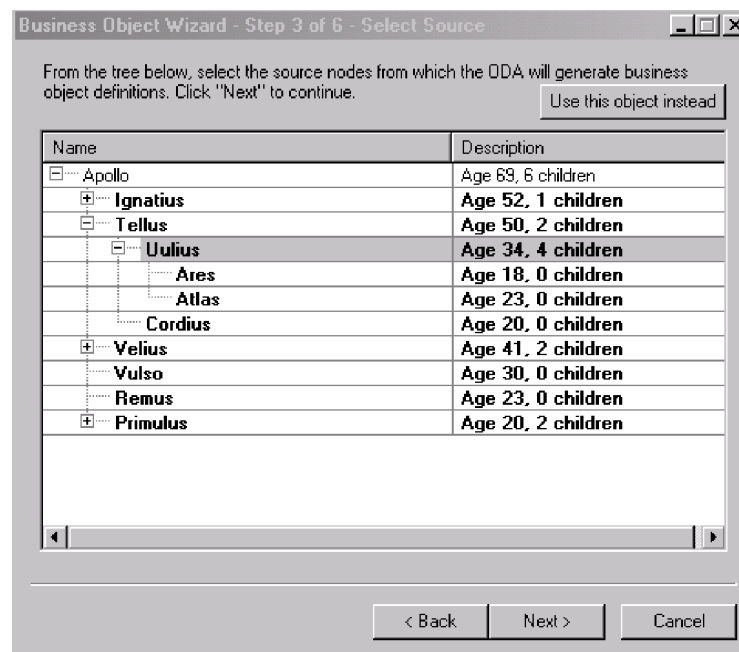 Business Object Wizard - Step 3 of 6 - Select Source
From the tree below, select the source nodes from which the ODA will generate business
object definitions. Click "Next" to continue.
Use this object instead
Name Description
Apollo Age 69, 6 children
Ignatius Age 52, 1 children
Tellus Age 50, 2 children
Uulius Age 34, 4 children
Ares Age 18, 0 children
Atlas Age 23, 0 children
Cordius Age 20, 0 children
Velius Age 41, 2 children
Vulso Age 30, 0 children
Remus Age 23, 0 children
Primulus Age 20, 2 children
< Back Next > Cancel